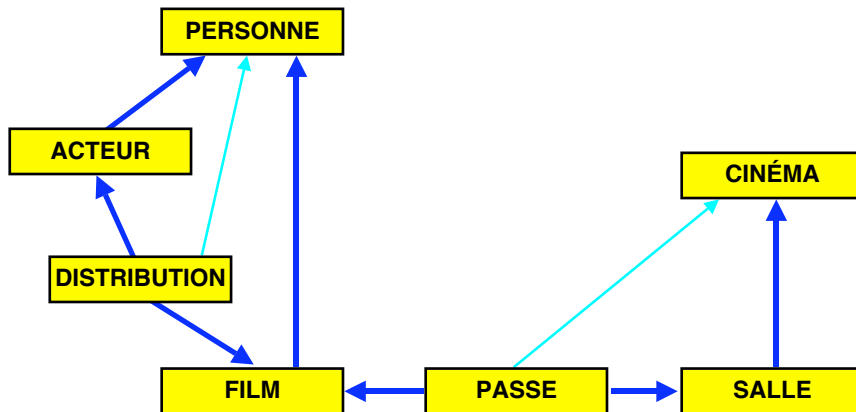 PERSONNE
ACTEUR
CINÉMA
DISTRIBUTION
FILM
PASSE
SALLE